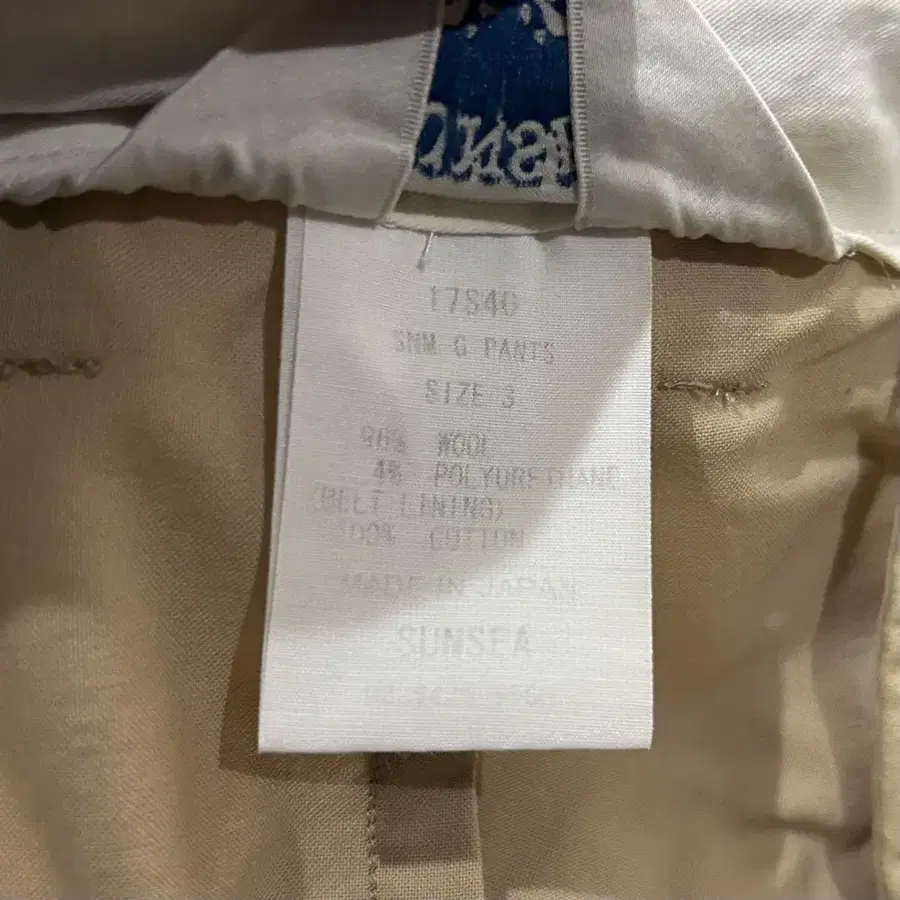 17S40
SNM G PANTS
SIZE 3
96% WOOL
4% POLYURETHANE
(BELT LINING)
100% COTTON
MADE IN JAPAN
SUNSEA